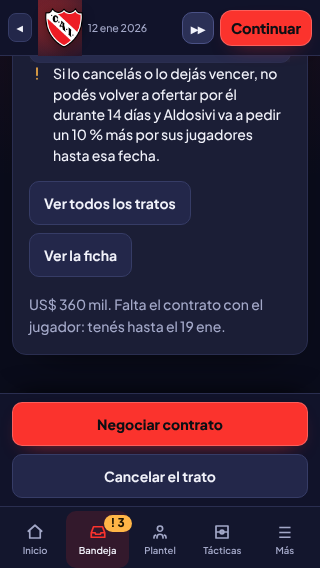 12 ene 2026
Continuar
! Si lo cancelás o lo dejás vencer, no
podés volver a ofertar por él
durante 14 días y Aldosivi va a pedir
un 10 % más por sus jugadores
hasta esa fecha.
Ver todos los tratos
Ver la ficha
US$ 360 mil. Falta el contrato con el
jugador: tenés hasta el 19 ene.
Negociar contrato
Cancelar el trato
! 3
Inicio
Bandeja
Plantel
Tácticas
Más